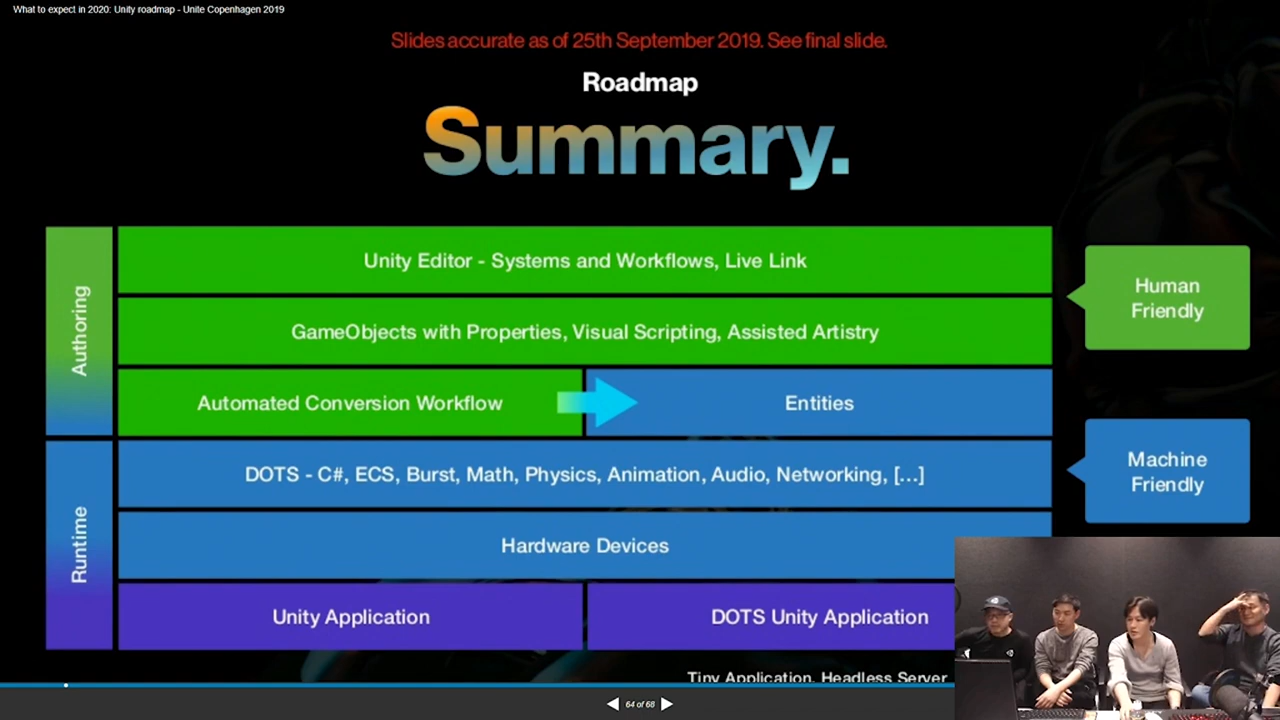 What to expect in 2020: Unity roadmap - Unite Copenhagen 2019
Slides accurate as of 25th September 2019. See final slide.
Roadmap
Summary.
Authoring
Unity Editor - Systems and Workflows, Live Link
GameObjects with Properties, Visual Scripting, Assisted Artistry
Automated Conversion Workflow
Entities
Human
Friendly
Runtime
DOTS - C#, ECS, Burst, Math, Physics, Animation, Audio, Networking, [...]
Hardware Devices
Unity Application
DOTS Unity Application
Machine
Friendly
Tiny Application, Headless Server
64 of 68